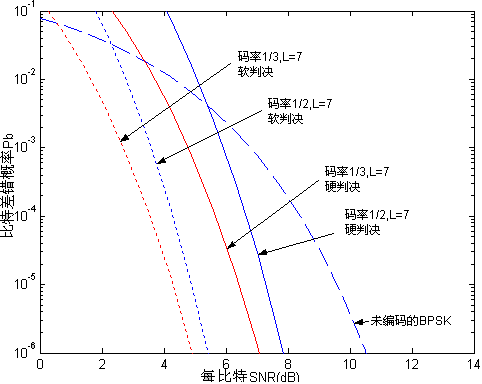 10^-1
10^-2
10^-3
10^-4
10^-5
10^-6
比特差错概率Pb
码率1/3,L=7
软判决
码率1/2,L=7
软判决
码率1/3,L=7
硬判决
码率1/2,L=7
硬判决
未编码的BPSK
0 2 4 6 8 10 12 14
每比特SNR(dB)